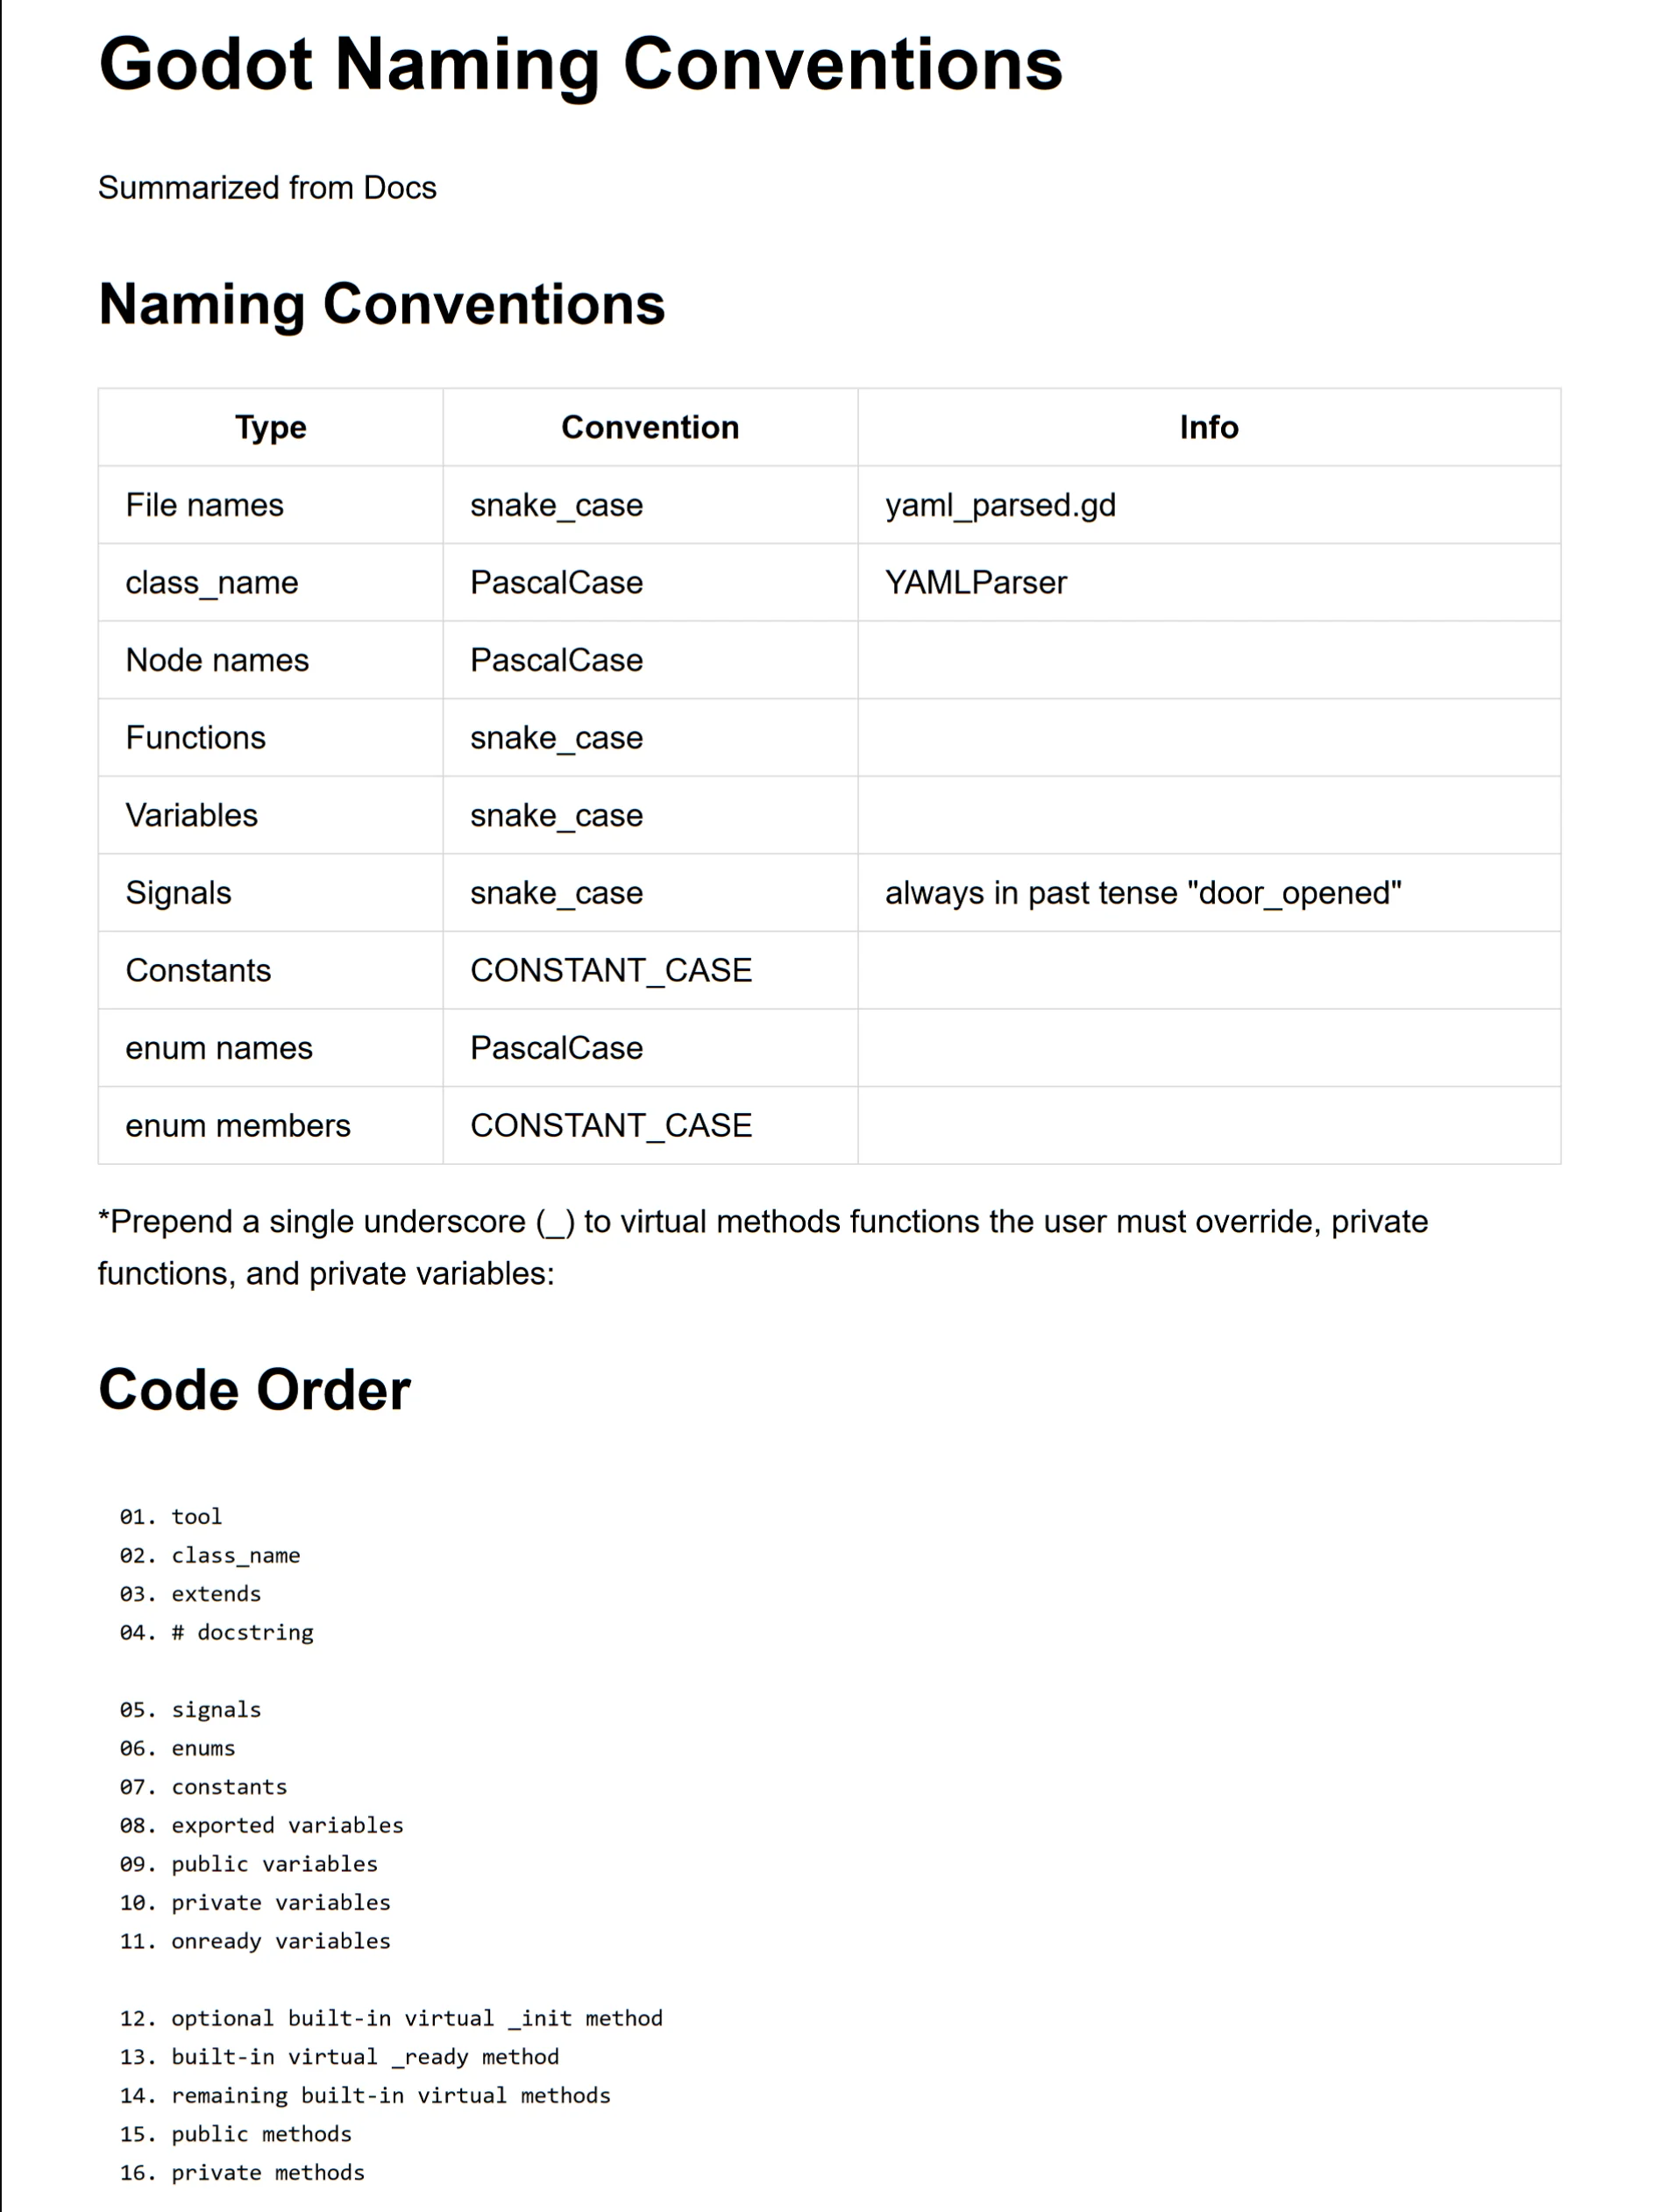 Godot Naming Conventions
Summarized from Docs
Naming Conventions
Type Convention Info
File names snake_case yaml_parsed.gd
class_name PascalCase YAMLParser
Node names PascalCase
Functions snake_case
Variables snake_case
Signals snake_case always in past tense "door_opened"
Constants CONSTANT_CASE
enum names PascalCase
enum members CONSTANT_CASE
*Prepend a single underscore (_) to virtual methods functions the user must override, private
functions, and private variables:
Code Order
01. tool
02. class_name
03. extends
04. # docstring
05. signals
06. enums
07. constants
08. exported variables
09. public variables
10. private variables
11. onready variables
12. optional built-in virtual _init method
13. built-in virtual _ready method
14. remaining built-in virtual methods
15. public methods
16. private methods